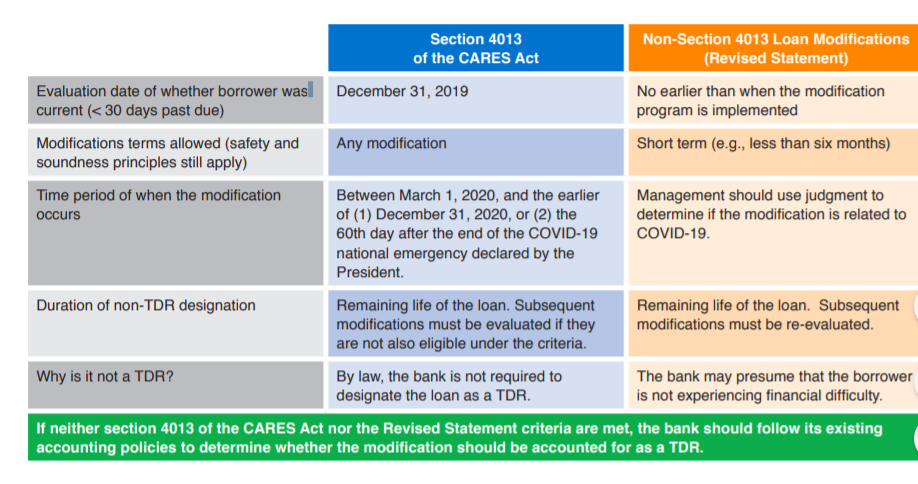 Section 4013
of the CARES Act
Non-Section 4013 Loan Modifications
(Revised Statement)
Evaluation date of whether borrower was
current (< 30 days past due)
December 31, 2019
No earlier than when the modification
program is implemented
Modifications terms allowed (safety and
soundness principles still apply)
Any modification
Short term (e.g., less than six months)
Time period of when the modification
occurs
Between March 1, 2020, and the earlier
of (1) December 31, 2020, or (2) the
60th day after the end of the COVID-19
national emergency declared by the
President.
Management should use judgment to
determine if the modification is related to
COVID-19.
Duration of non-TDR designation
Remaining life of the loan. Subsequent
modifications must be evaluated if they
are not also eligible under the criteria.
Remaining life of the loan.  Subsequent
modifications must be re-evaluated.
Why is it not a TDR?
By law, the bank is not required to
designate the loan as a TDR.
The bank may presume that the borrower
is not experiencing financial difficulty.
If neither section 4013 of the CARES Act nor the Revised Statement criteria are met, the bank should follow its existing
accounting policies to determine whether the modification should be accounted for as a TDR.